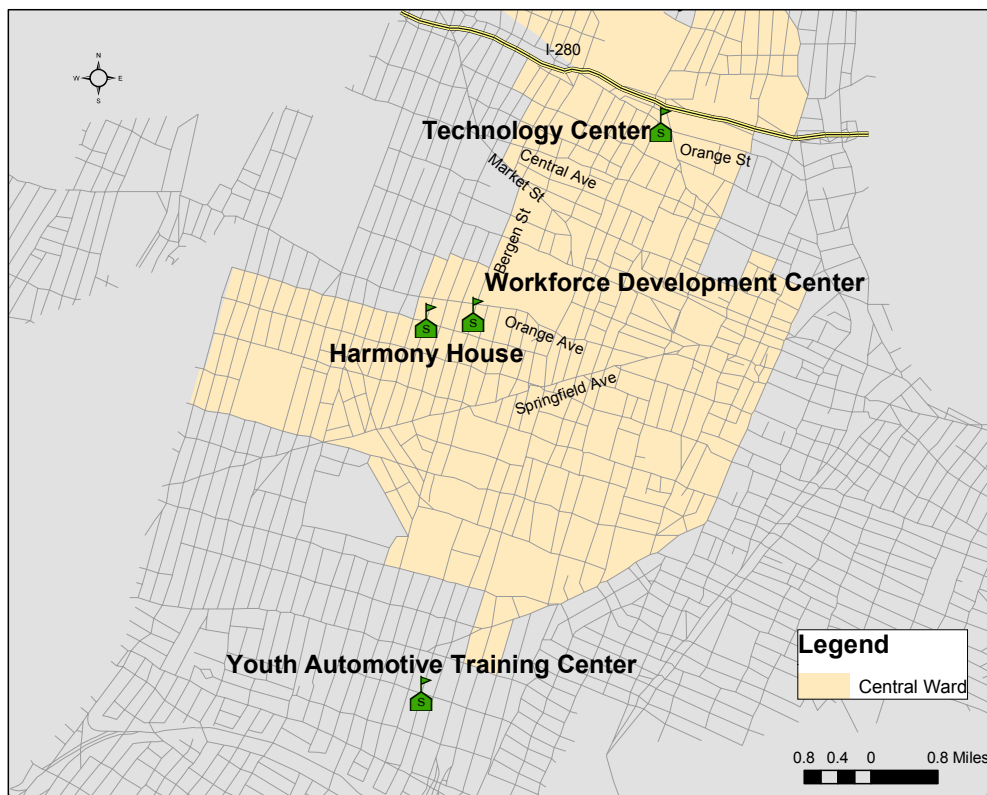 I-280
N
W E
S
Technology Center
S
Orange St
Central Ave
Market St
Bergen St
Workforce Development Center
S
S
Orange Ave
Harmony House
Springfield Ave
Youth Automotive Training Center
S
Legend
Central Ward
0.8 0.4 0 0.8 Miles